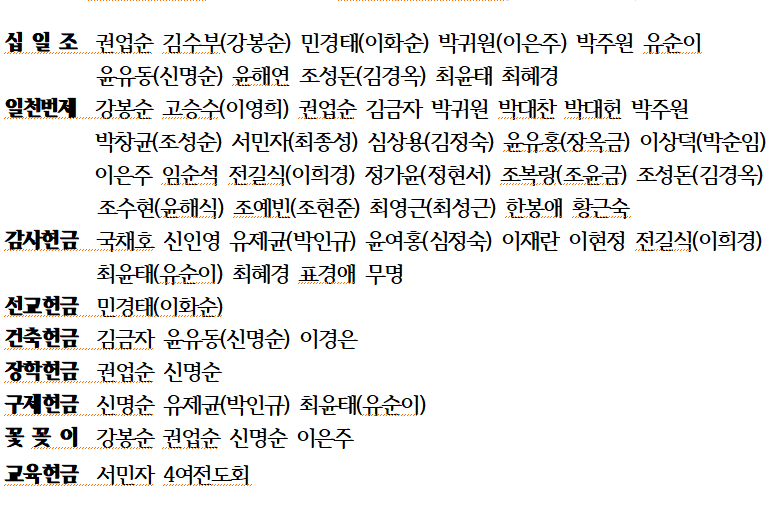 십 일 조 권업순 김수부(강봉순) 민경태(이화순) 박귀원(이은주) 박주원 유순이
윤유동(신명순) 윤해연 조성돈(김경옥) 최윤태 최혜경
일천번제 강봉순 고승수(이영희) 권업순 김금자 박귀원 박대찬 박대헌 박주원
박창균(조성순) 서민자(최종성) 심상용(김정숙) 윤유흥(장옥금) 이상덕(박순임)
이은주 임순석 전길식(이희경) 정가윤(정현서) 조복랑(조윤금) 조성돈(김경옥)
조수현(윤해식) 조예빈(조현준) 최영근(최성근) 한봉애 황근숙
감사헌금 국채호 신인영 유제균(박인규) 윤여홍(심정숙) 이재란 이현정 전길식(이희경)
최윤태(유순이) 최혜경 표경애 무명
선교헌금 민경태(이화순)
건축헌금 김금자 윤유동(신명순) 이경은
장학헌금 권업순 신명순
구제헌금 신명순 유제균(박인규) 최윤태(유순이)
꽃 꽂 이 강봉순 권업순 신명순 이은주
교육헌금 서민자 4여전도회